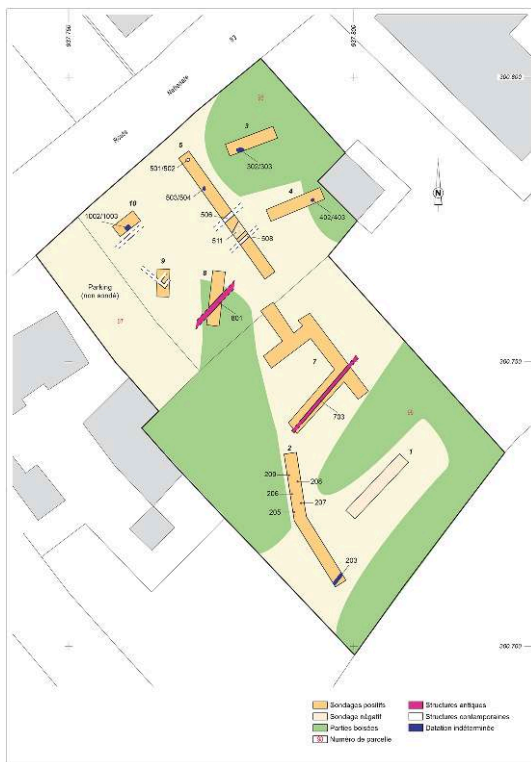 93
Nationale
Route
3
302/303
5
501/502
503/504
4
402/403
506
511
508
10
1002/1003
9
8
801
Parking
(non sondé)
7
703
1
2
209
208
206
207
205
203
N
Sondages positifs
Sondage négatif
Parties boisées
Numéro de parcelle
Structures antiques
Structures contemporaines
Datation indéterminée